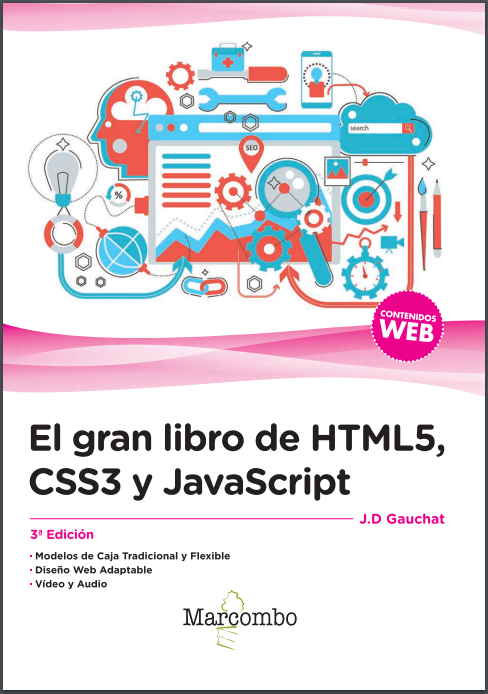 search
SEO
%
CONTENIDOS
WEB
El gran libro de HTML5,
CSS3 y JavaScript
J.D Gauchat
3ª Edición
• Modelos de Caja Tradicional y Flexible
• Diseño Web Adaptable
• Vídeo y Audio
Marcombo